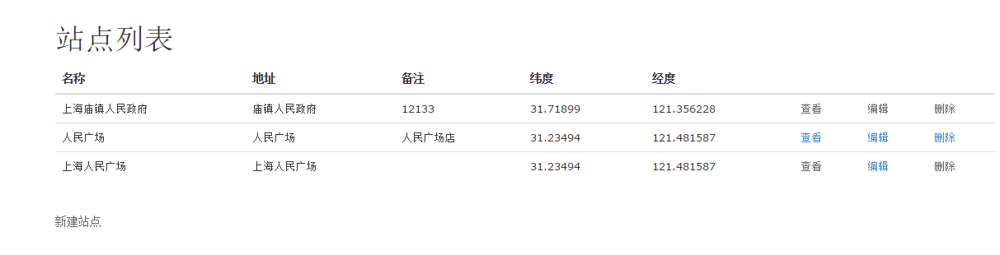 站点列表
名称 地址 备注 纬度 经度
上海庙镇人民政府 庙镇人民政府 12133 31.71899 121.356228 查看 编辑 删除
人民广场 人民广场 人民广场店 31.23494 121.481587 查看 编辑 删除
上海人民广场 上海人民广场 31.23494 121.481587 查看 编辑 删除
新建站点